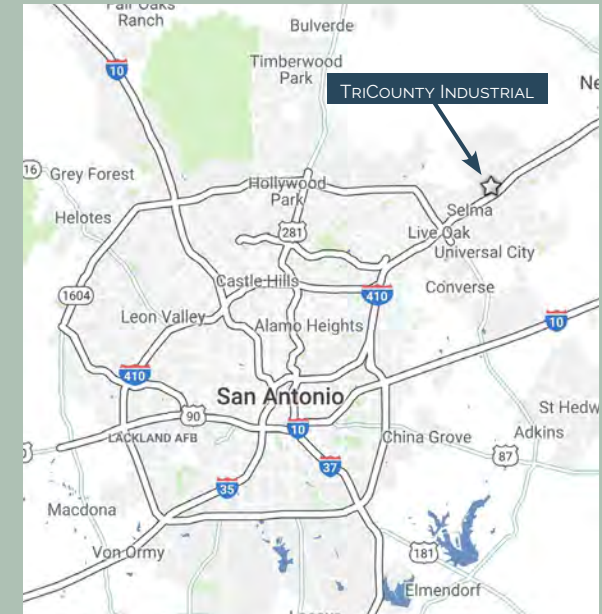 Fair Oaks
Ranch
Bulverde
Timberwood
Park
10
TRICOUNTY INDUSTRIAL
Ne
16
Grey Forest
Hollywood
Park
Helotes
281
Selma
Live Oak
Universal City
1604
Castle Hills
410
Converse
Leon Valley
Alamo Heights
10
410
San Antonio
90
St Hedw
10
Adkins
LACKLAND AFB
China Grove
87
37
35
Macdona
Von Ormy
181
Elmendorf